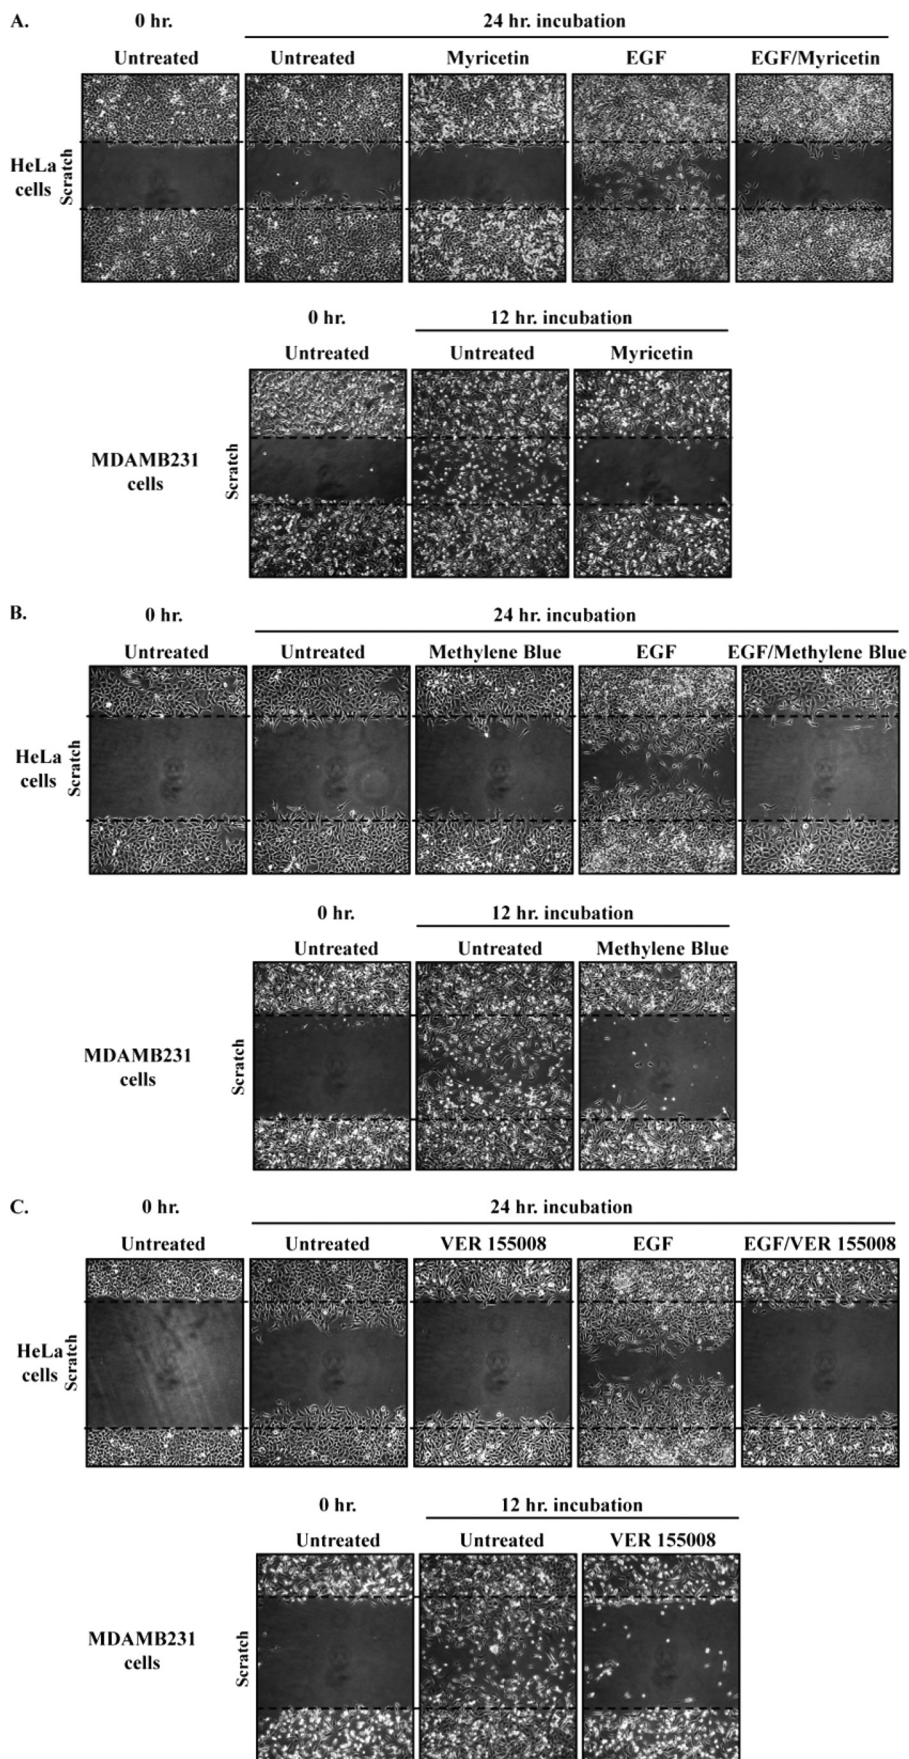 A.
0 hr.
24 hr. incubation
Untreated
Untreated
Myricetin
EGF
EGF/Myricetin
HeLa
cells
Scratch
0 hr.
12 hr. incubation
Untreated
Untreated
Myricetin
MDAMB231
cells
Scratch
B.
0 hr.
24 hr. incubation
Untreated
Untreated
Methylene Blue
EGF
EGF/Methylene Blue
HeLa
cells
Scratch
0 hr.
12 hr. incubation
Untreated
Untreated
Methylene Blue
MDAMB231
cells
Scratch
C.
0 hr.
24 hr. incubation
Untreated
Untreated
VER 155008
EGF
EGF/VER 155008
HeLa
cells
Scratch
0 hr.
12 hr. incubation
Untreated
Untreated
VER 155008
MDAMB231
cells
Scratch